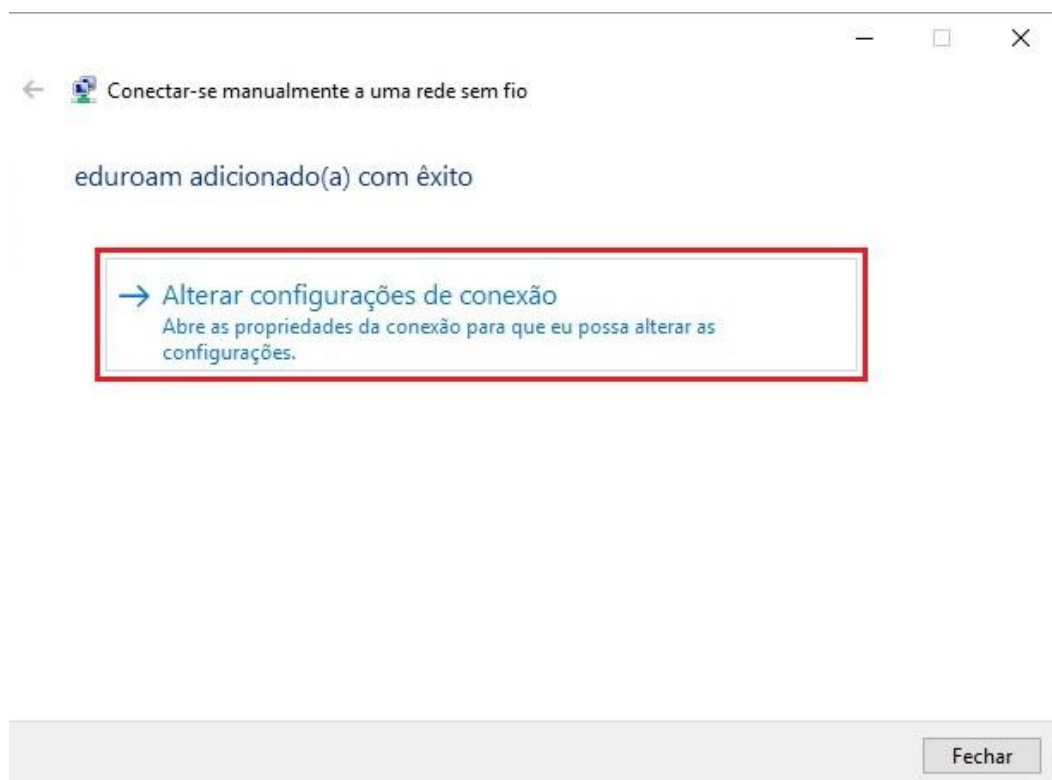 Conectar-se manualmente a uma rede sem fio
eduroam adicionado(a) com êxito
Alterar configurações de conexão
Abre as propriedades da conexão para que eu possa alterar as
configurações.
Fechar